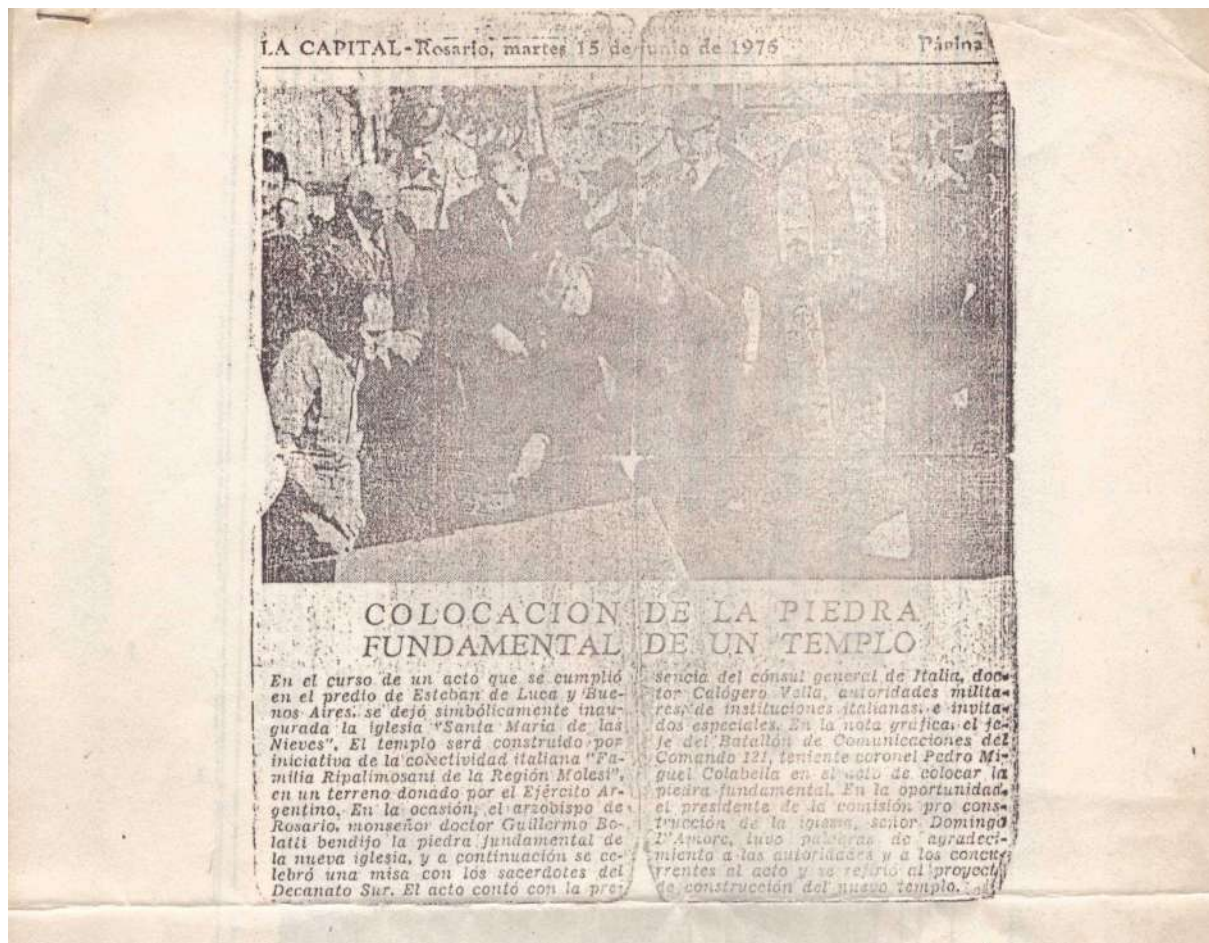 LA CAPITAL-Rosario, martes 15 de junio de 1976 Página
COLOCACION DE LA PIEDRA
FUNDAMENTAL DE UN TEMPLO
En el curso de un acto que se cumplió
en el predio de Esteban de Luca y Bue-
nos Aires, se dejó simbólicamente inau-
gurada la iglesia "Santa María de las
Nieves". El templo será construido por
iniciativa de la colectividad italiana "Fa-
milia Ripalimosani de la Región Molesi",
en un terreno donado por el Ejército Ar-
gentino. En la ocasión, el arzobispo de
Rosario, monseñor doctor Guillermo Bo-
latti bendijo la piedra fundamental de
la nueva iglesia, y a continuación se ce-
lebró una misa con los sacerdotes del
Decanato Sur. El acto contó con la pre-
sencia del cónsul general de Italia, doc-
tor Calógero Vella, autoridades milita-
res, de instituciones italianas, e invita-
dos especiales. En la nota gráfica, el je-
fe del Batallón de Comunicaciones del
Comando 121, teniente coronel Pedro Mi-
guel Colabella en el acto de colocar la
piedra fundamental. En la oportunidad,
el presidente de la comisión pro cons-
trucción de la iglesia, señor Domingo
D'Amore, tuvo palabras de agradeci-
miento a las autoridades y a los concu-
rrentes al acto y se refirió al proyecto
de construcción del nuevo templo.